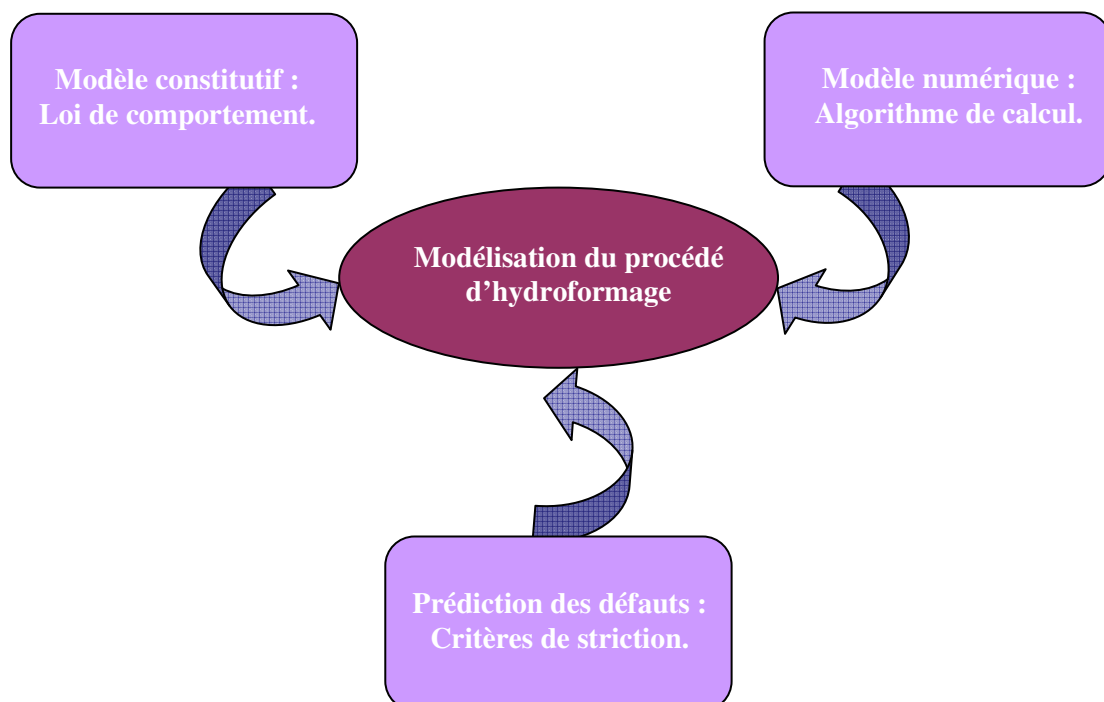 Modèle constitutif :
Loi de comportement.
Modèle numérique :
Algorithme de calcul.
Modélisation du procédé
d’hydroformage
Prédiction des défauts :
Critères de striction.